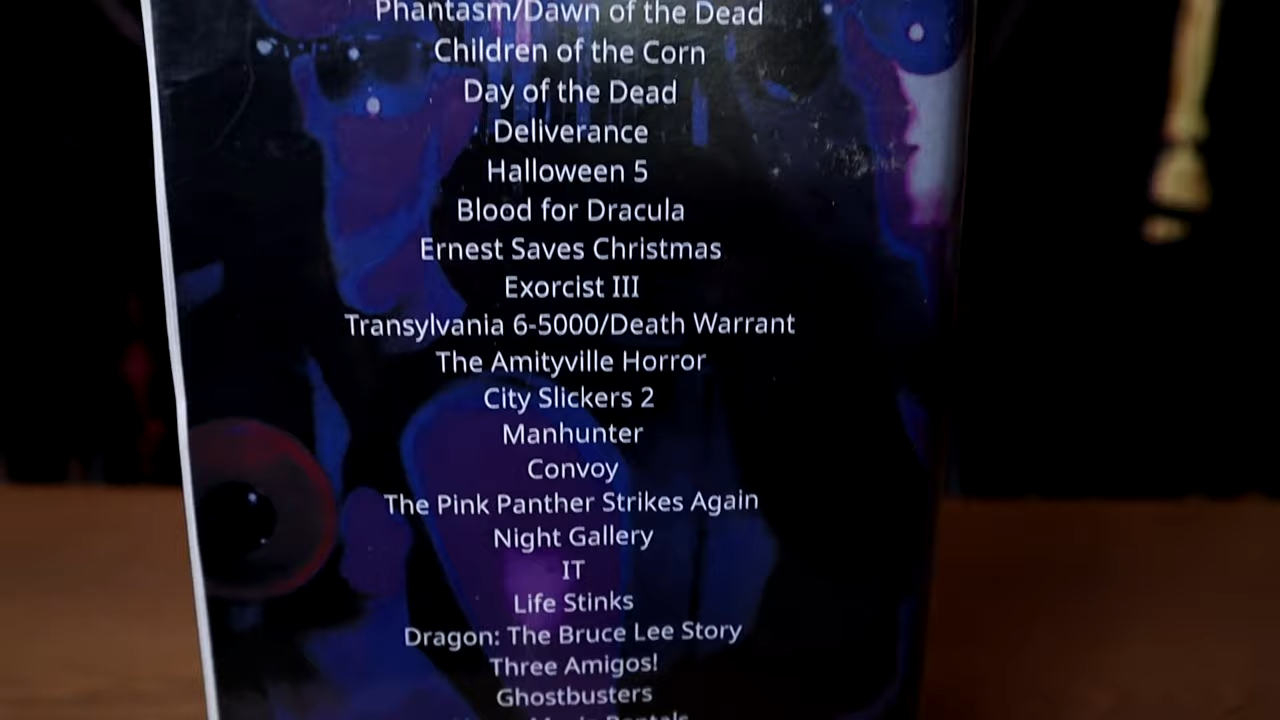 Phantasm/Dawn of the Dead
Children of the Corn
Day of the Dead
Deliverance
Halloween 5
Blood for Dracula
Ernest Saves Christmas
Exorcist III
Transylvania 6-5000/Death Warrant
The Amityville Horror
City Slickers 2
Manhunter
Convoy
The Pink Panther Strikes Again
Night Gallery
IT
Life Stinks
Dragon: The Bruce Lee Story
Three Amigos!
Ghostbusters